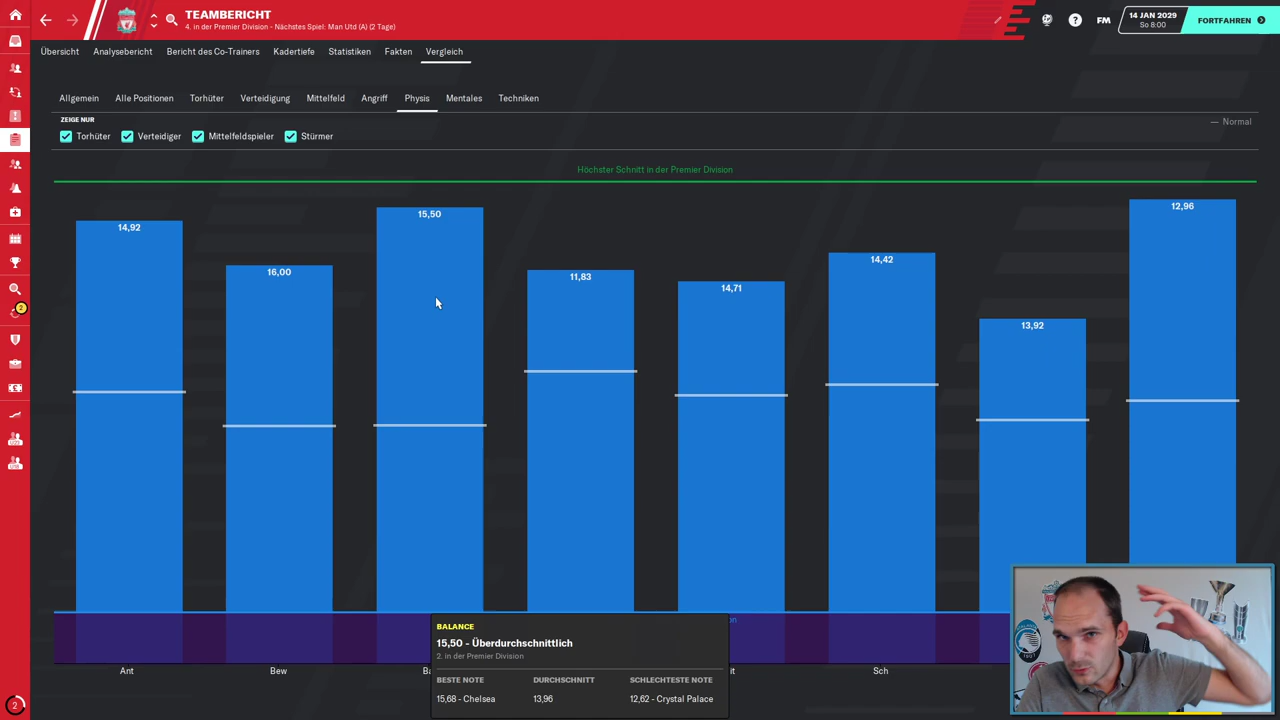 TEAMBERICHT
4. in der Premier Division - Nächstes Spiel: Man Utd (A) (2 Tage)
FM
14 JAN 2029
So 8:00
FORTFAHREN
Übersicht Analysebericht Bericht des Co-Trainers Kadertiefe Statistiken Fakten Vergleich
Allgemein Alle Positionen Torhüter Verteidigung Mittelfeld Angriff Physis Mentales Techniken
ZEIGE NUR
Torhüter Verteidiger Mittelfeldspieler Stürmer
Normal
Höchster Schnitt in der Premier Division
14,92 16,00 15,50 11,83 14,71 14,42 13,92 12,96
2
BALANCE
15,50 - Überdurchschnittlich
2. in der Premier Division
BESTE NOTE DURCHSCHNITT SCHLECHTESTE NOTE
15,68 - Chelsea 13,96 12,62 - Crystal Palace
Ant Bew Sch
2